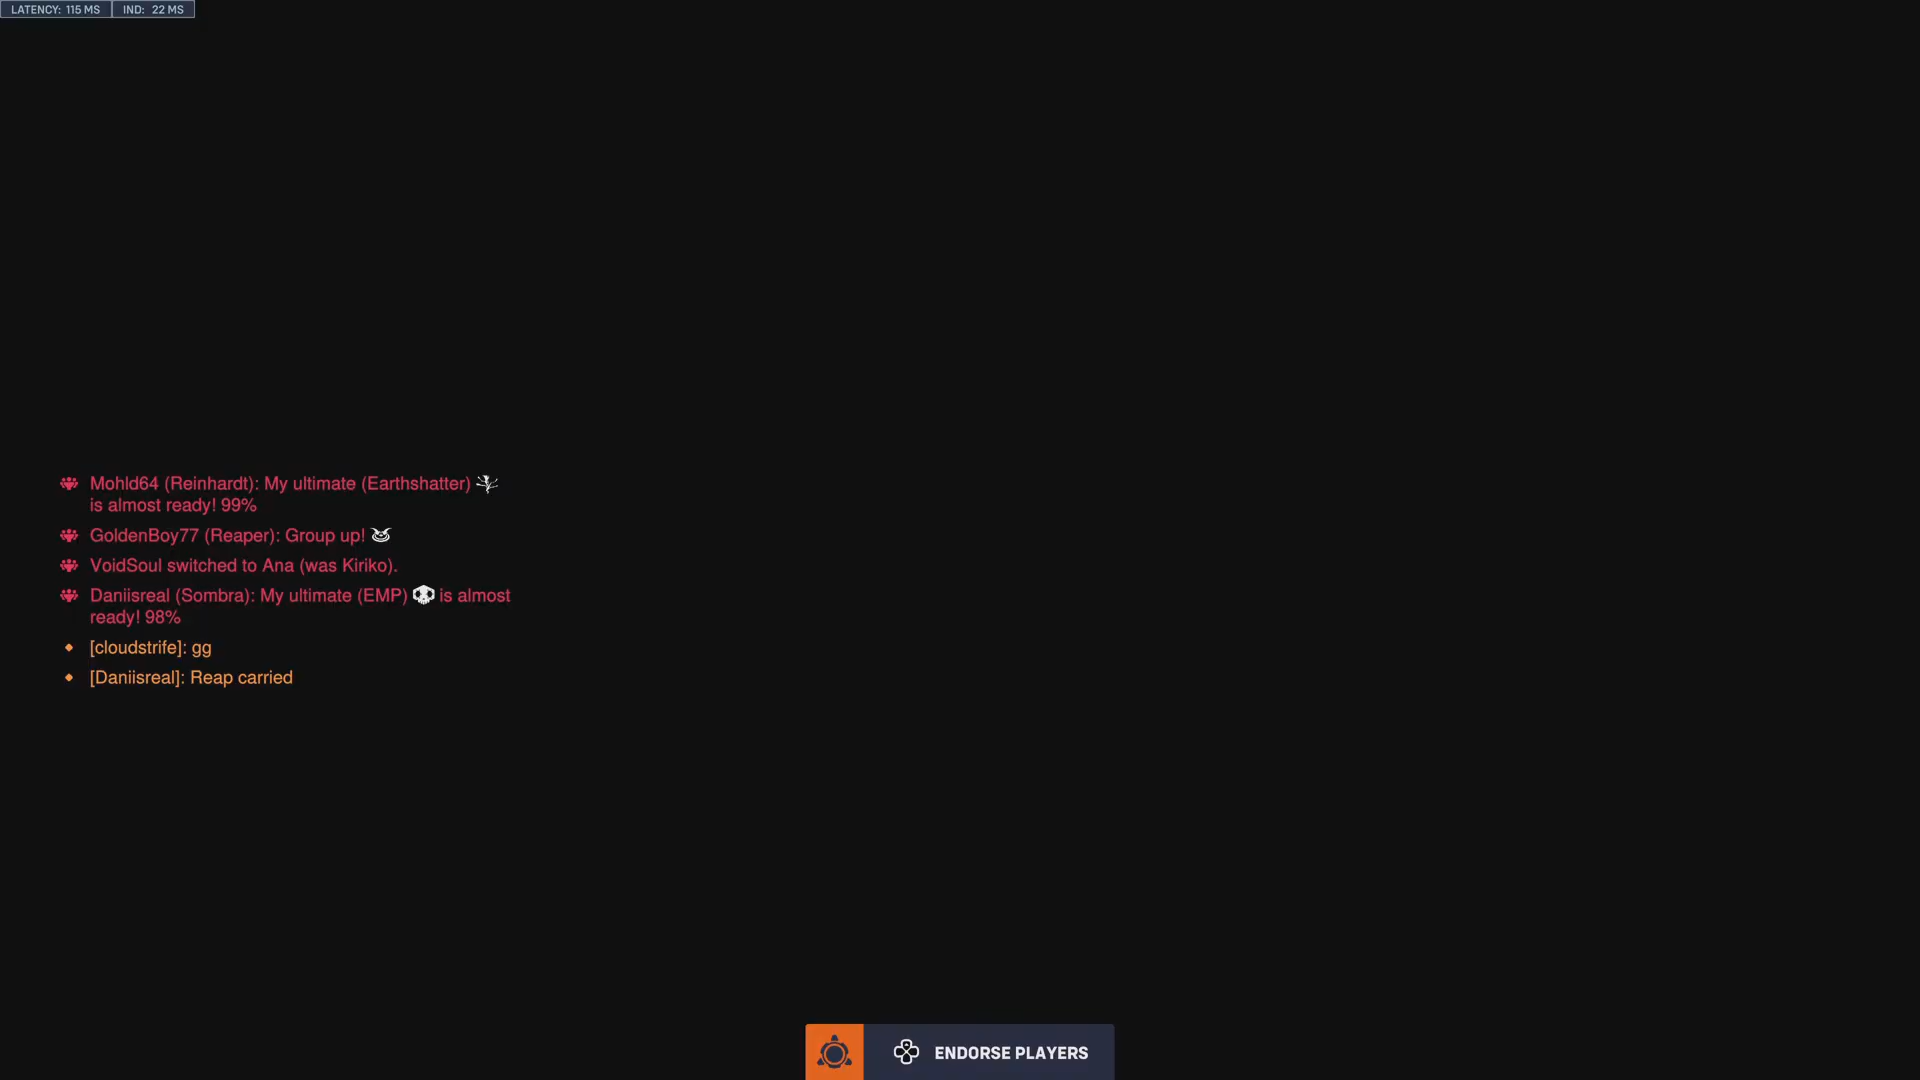 LATENCY: 115 MS IND: 22 MS
Mohld64 (Reinhardt): My ultimate (Earthshatter)
is almost ready! 99%
GoldenBoy77 (Reaper): Group up!
VoidSoul switched to Ana (was Kiriko).
Daniisreal (Sombra): My ultimate (EMP) is almost
ready! 98%
[cloudstrife]: gg
[Daniisreal]: Reap carried
ENDORSE PLAYERS